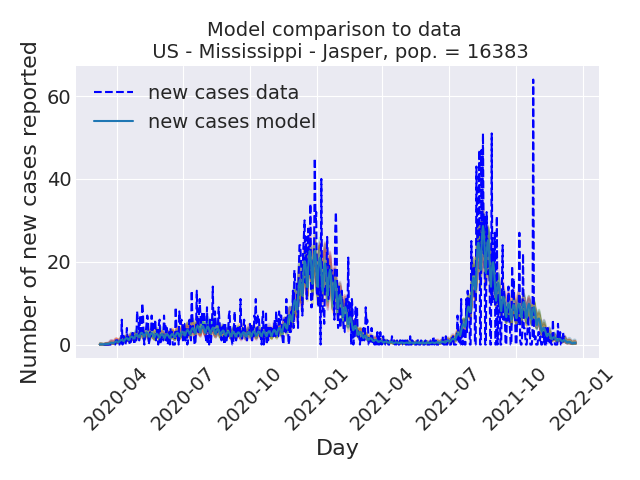 Model comparison to data
US - Mississippi - Jasper, pop. = 16383
Number of new cases reported
60
40
20
0
new cases data
new cases model
2020-04
2020-07
2020-10
2021-01
2021-04
2021-07
2021-10
2022-01
Day